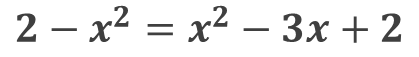 2 − x² = x² − 3x + 2